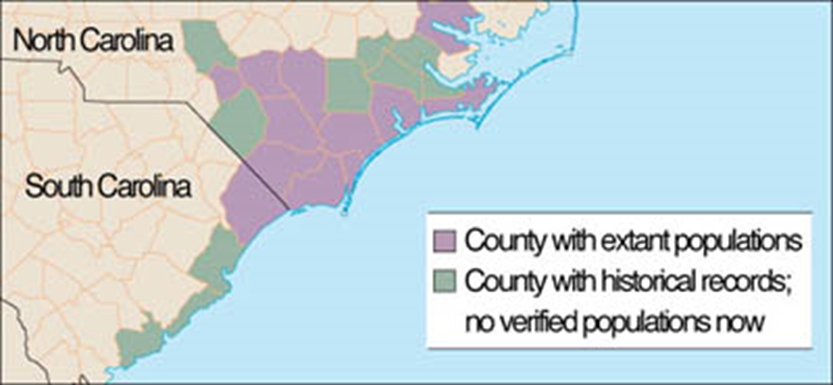 North Carolina
South Carolina
County with extant populations
County with historical records;
no verified populations now